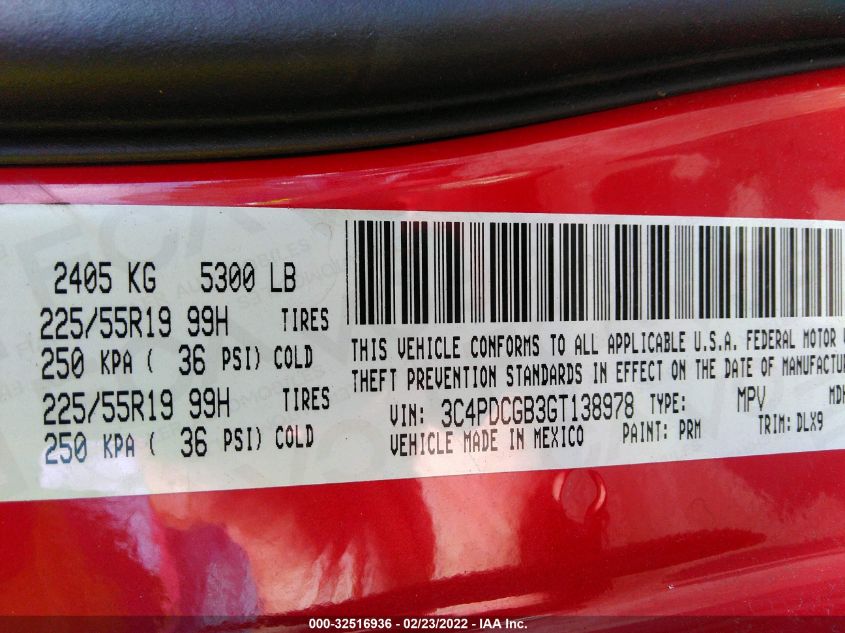 2405 KG 5300 LB
225/55R19 99H TIRES
250 KPA ( 36 PSI) COLD
225/55R19 99H TIRES
250 KPA ( 36 PSI) COLD
THIS VEHICLE CONFORMS TO ALL APPLICABLE U.S.A. FEDERAL MOTOR
THEFT PREVENTION STANDARDS IN EFFECT ON THE DATE OF MANUFACTUR
VIN: 3C4PDCGB3GT138978 TYPE: MPV MDH
VEHICLE MADE IN MEXICO PAINT: PRM TRIM: DLX9
000-32516936 - 02/23/2022 - IAA Inc.